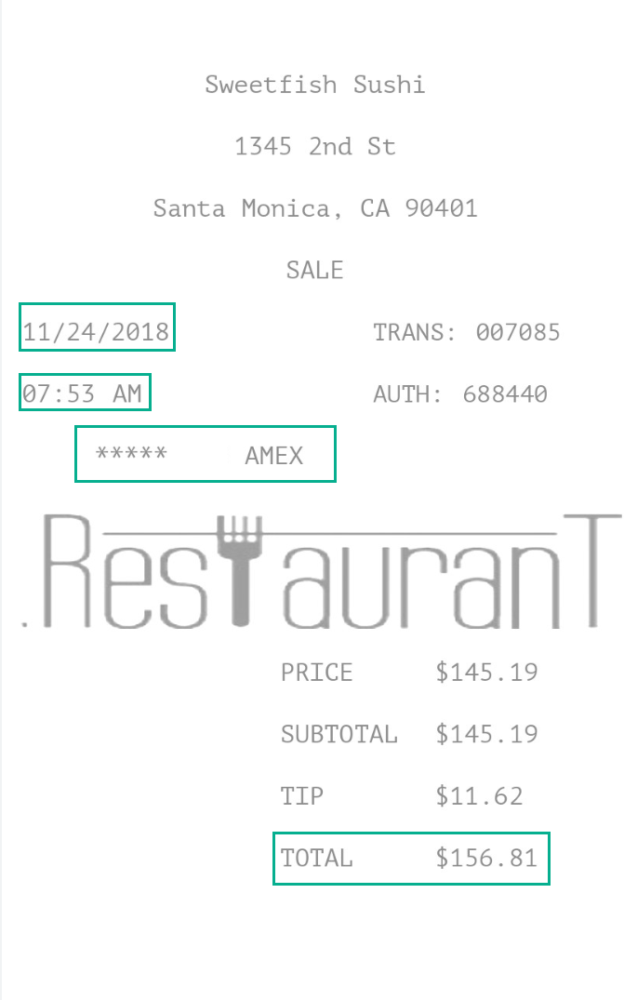 Sweetfish Sushi
1345 2nd St
Santa Monica, CA 90401
SALE
11/24/2018 TRANS: 007085
07:53 AM AUTH: 688440
***** AMEX
.RestauranT
PRICE $145.19
SUBTOTAL $145.19
TIP $11.62
TOTAL $156.81